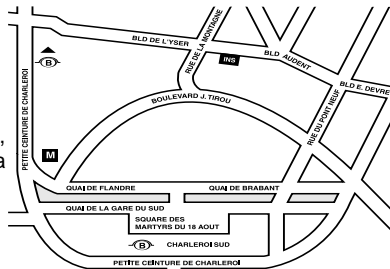 BLD DE L'YSER
RUE DE LA MONTAGNE
INS
BLD AUDENT
BLD E. DEVRE
B
PETITE CEINTURE DE CHARLEROI
BOULEVARD J. TIROU
RUE DU PONT NEUF
,
a
M
QUAI DE FLANDRE
QUAI DE BRABANT
QUAI DE LA GARE DU SUD
SQUARE DES
MARTYRS DU 18 AOUT
B
CHARLEROI SUD
PETITE CEINTURE DE CHARLEROI